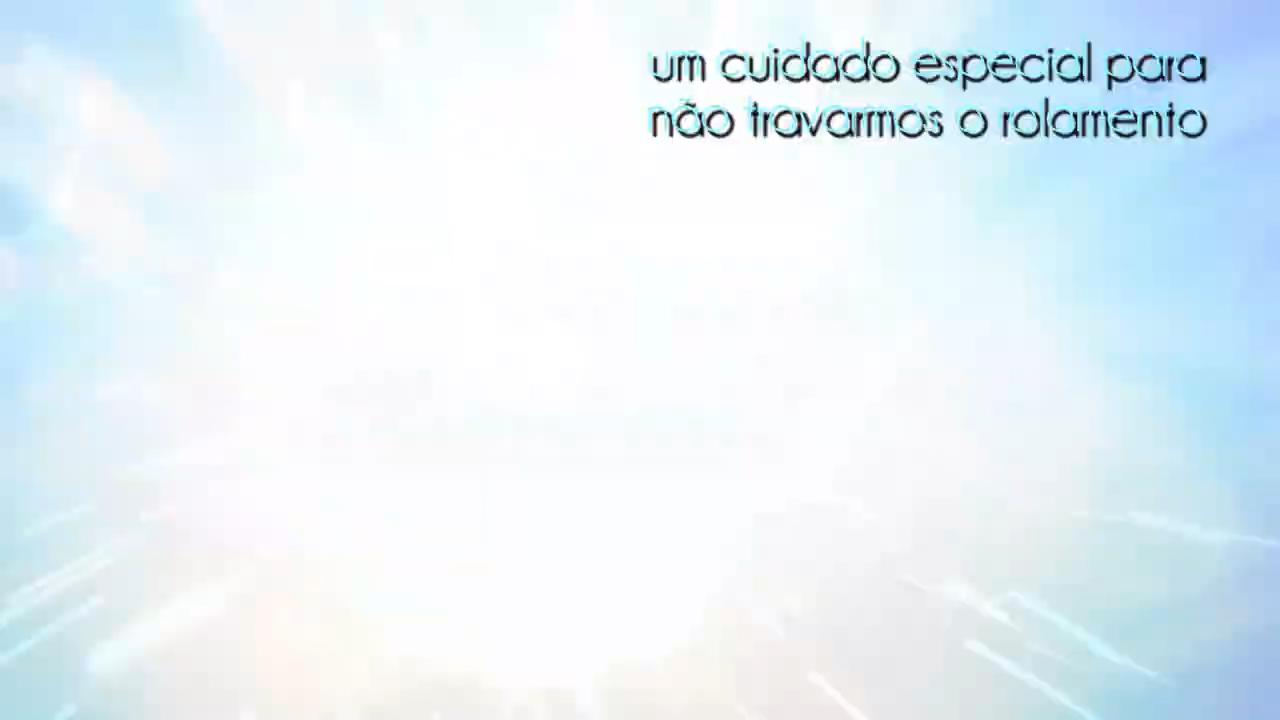 um cuidado especial para
não travarmos o rolamento